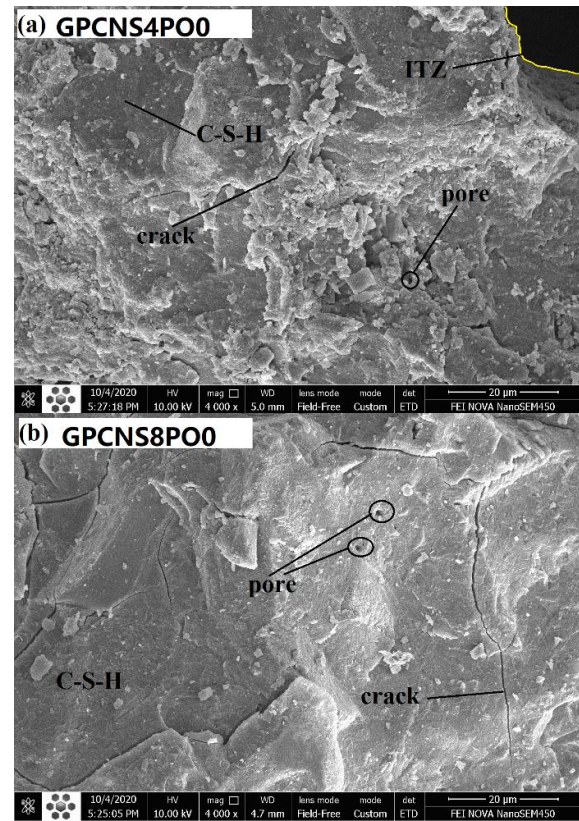 (a) GPCNS4PO0
ITZ
C-S-H
pore
crack
10/4/2020 HV mag □ WD lens mode mode det 20 µm
5:27:18 PM 10.00 kV 4 000 x 5.0 mm Field-Free Custom ETD FEI NOVA NanoSEM450
(b) GPCNS8PO0
pore
C-S-H
crack
10/4/2020 HV mag □ WD lens mode mode det 20 µm
5:25:05 PM 10.00 kV 4 000 x 4.7 mm Field-Free Custom ETD FEI NOVA NanoSEM450